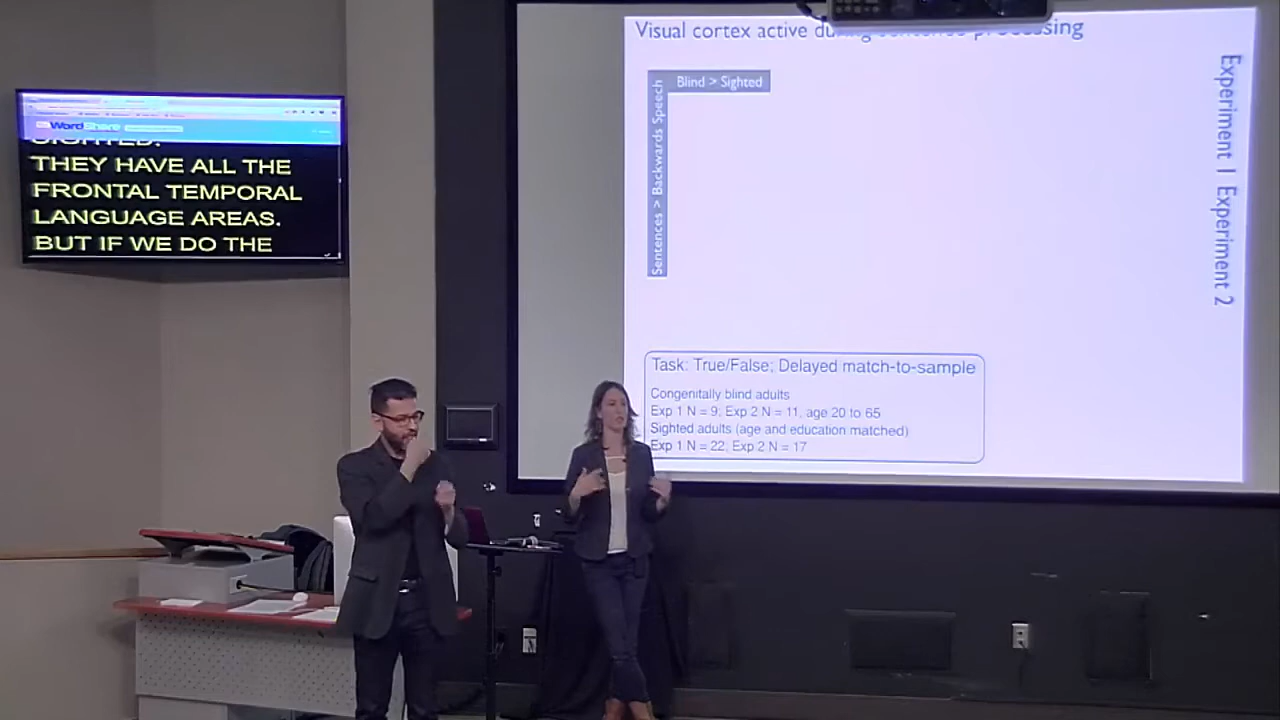 WordShare
SIGHTED.
THEY HAVE ALL THE
FRONTAL TEMPORAL
LANGUAGE AREAS.
BUT IF WE DO THE
Visual cortex active during sentence processing
Blind > Sighted
Sentences > Backwards Speech
Experiment 1 Experiment 2
Task: True/False; Delayed match-to-sample
Congenitally blind adults
Exp 1 N = 9; Exp 2 N = 11, age 20 to 65
Sighted adults (age and education matched)
Exp 1 N = 22, Exp 2 N = 17